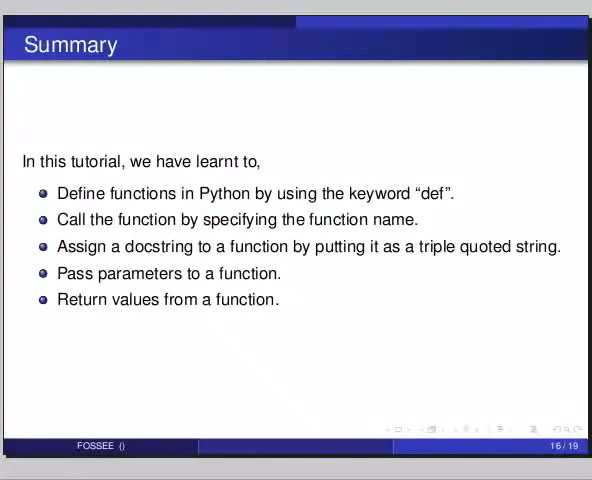 Summary
In this tutorial, we have learnt to,
Define functions in Python by using the keyword “def”.
Call the function by specifying the function name.
Assign a docstring to a function by putting it as a triple quoted string.
Pass parameters to a function.
Return values from a function.
FOSSEE ()
16 / 19